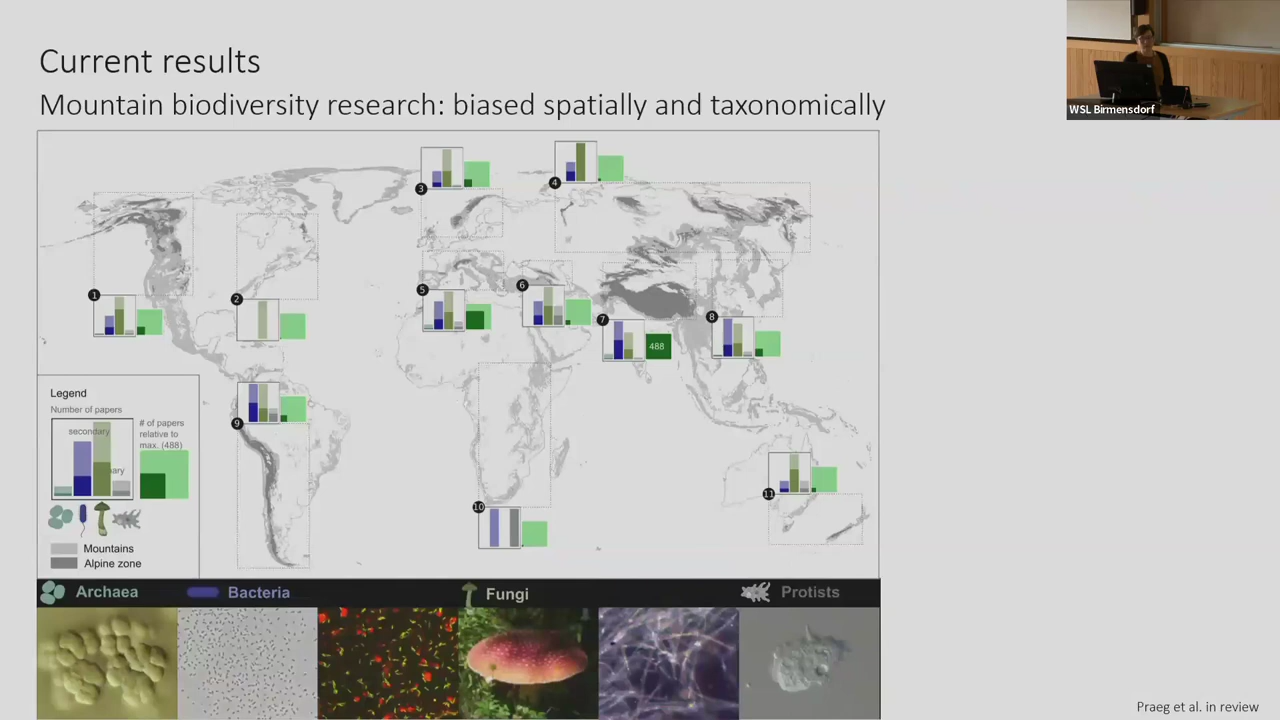 Current results
Mountain biodiversity research: biased spatially and taxonomically
WSL Birmensdorf
3
4
1
2
5
6
7
488
8
9
10
11
Legend
Number of papers
secondary
# of papers
relative to
max. (488)
Mountains
Alpine zone
Archaea
Bacteria
Fungi
Protists
Praeg et al. in review